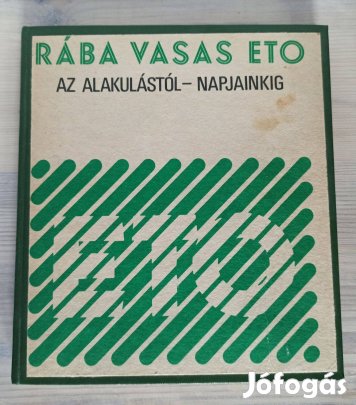 RÁBA VASAS ETO
AZ ALAKULÁSTÓL – NAPJAINKIG
ETO
Jófogás